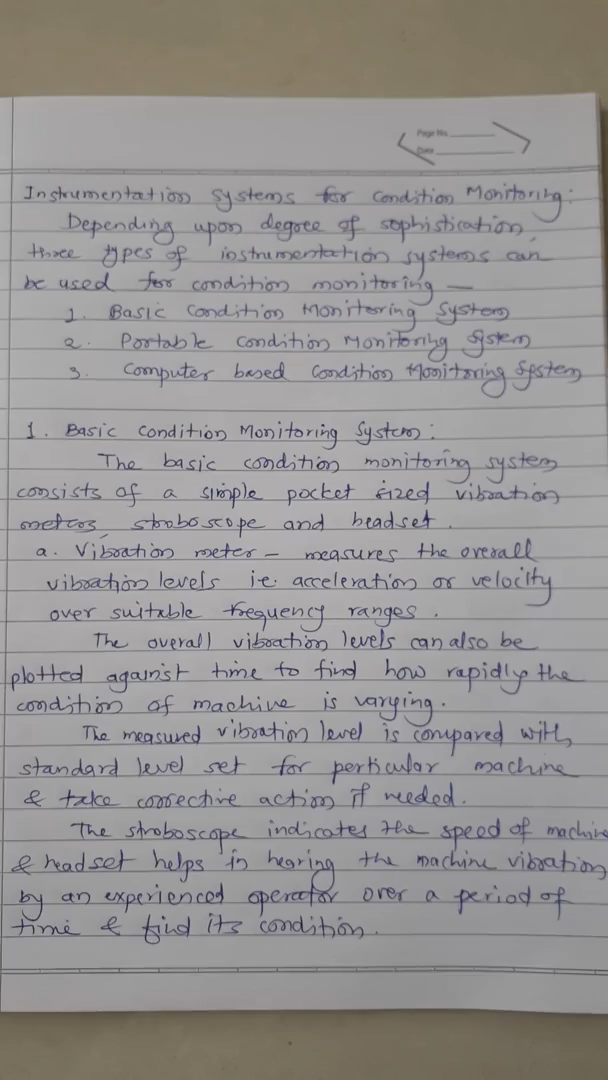 Page No.
Date
Instrumentation systems for condition Monitoring:
Depending upon degree of sophistication,
three types of instrumentation systems can
be used for condition monitoring —
1. Basic condition Monitoring System
2. Portable condition Monitoring System
3. Computer based Condition Monitoring System
1. Basic Condition Monitoring System:
The basic condition monitoring system
consists of a simple pocket sized vibration
meters, stroboscope and headset.
a. Vibration meter – measures the overall
vibration levels i.e. acceleration or velocity
over suitable frequency ranges.
The overall vibration levels can also be
plotted against time to find how rapidly the
condition of machine is varying.
The measured vibration level is compared with
standard level set for perticular machine
& take corrective action if needed.
The stroboscope indicates the speed of machine
& headset helps in hearing the machine vibration
by an experienced operator over a period of
time & find its condition.